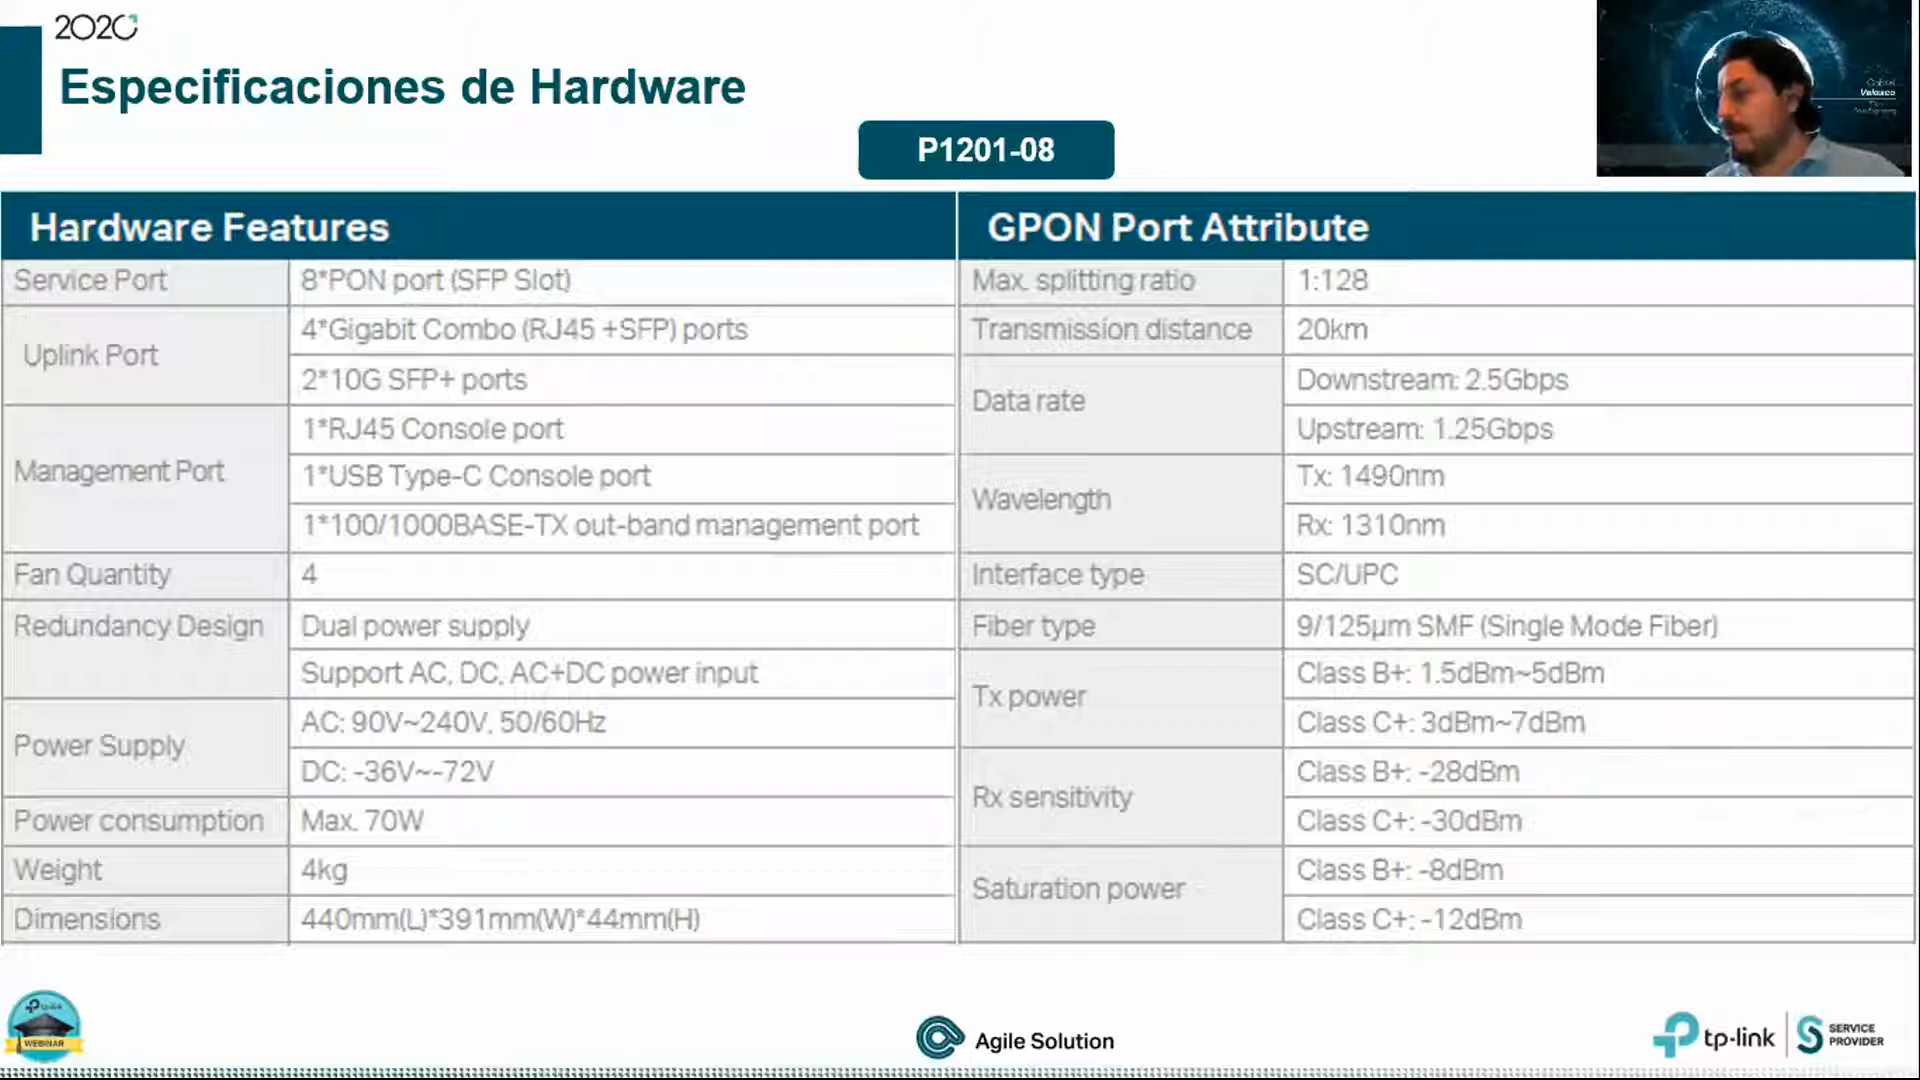 2020
Especificaciones de Hardware
P1201-08
Gabriel
Velasco
Hardware Features
Service Port 8*PON port (SFP Slot)
Uplink Port 4*Gigabit Combo (RJ45 +SFP) ports
2*10G SFP+ ports
Management Port 1*RJ45 Console port
1*USB Type-C Console port
1*100/1000BASE-TX out-band management port
Fan Quantity 4
Redundancy Design Dual power supply
Support AC, DC, AC+DC power input
Power Supply AC: 90V~240V, 50/60Hz
DC: -36V~-72V
Power consumption Max. 70W
Weight 4kg
Dimensions 440mm(L)*391mm(W)*44mm(H)
GPON Port Attribute
Max. splitting ratio 1:128
Transmission distance 20km
Data rate Downstream: 2.5Gbps
Upstream: 1.25Gbps
Wavelength Tx: 1490nm
Rx: 1310nm
Interface type SC/UPC
Fiber type 9/125μm SMF (Single Mode Fiber)
Tx power Class B+: 1.5dBm~5dBm
Class C+: 3dBm~7dBm
Rx sensitivity Class B+: -28dBm
Class C+: -30dBm
Saturation power Class B+: -8dBm
Class C+: -12dBm
tp-link
WEBINAR
Agile Solution
tp-link
SERVICE
PROVIDER